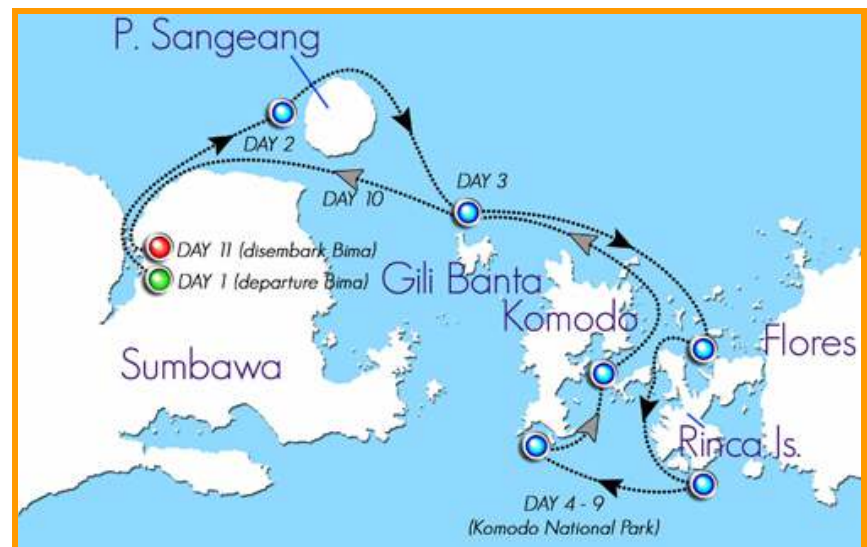 P. Sangeang
DAY 2
DAY 3
DAY 10
DAY 11 (disembark Bima)
DAY 1 (departure Bima)
Gili Banta
Komodo
Flores
Sumbawa
Rinca Is.
DAY 4 - 9
(Komodo National Park)